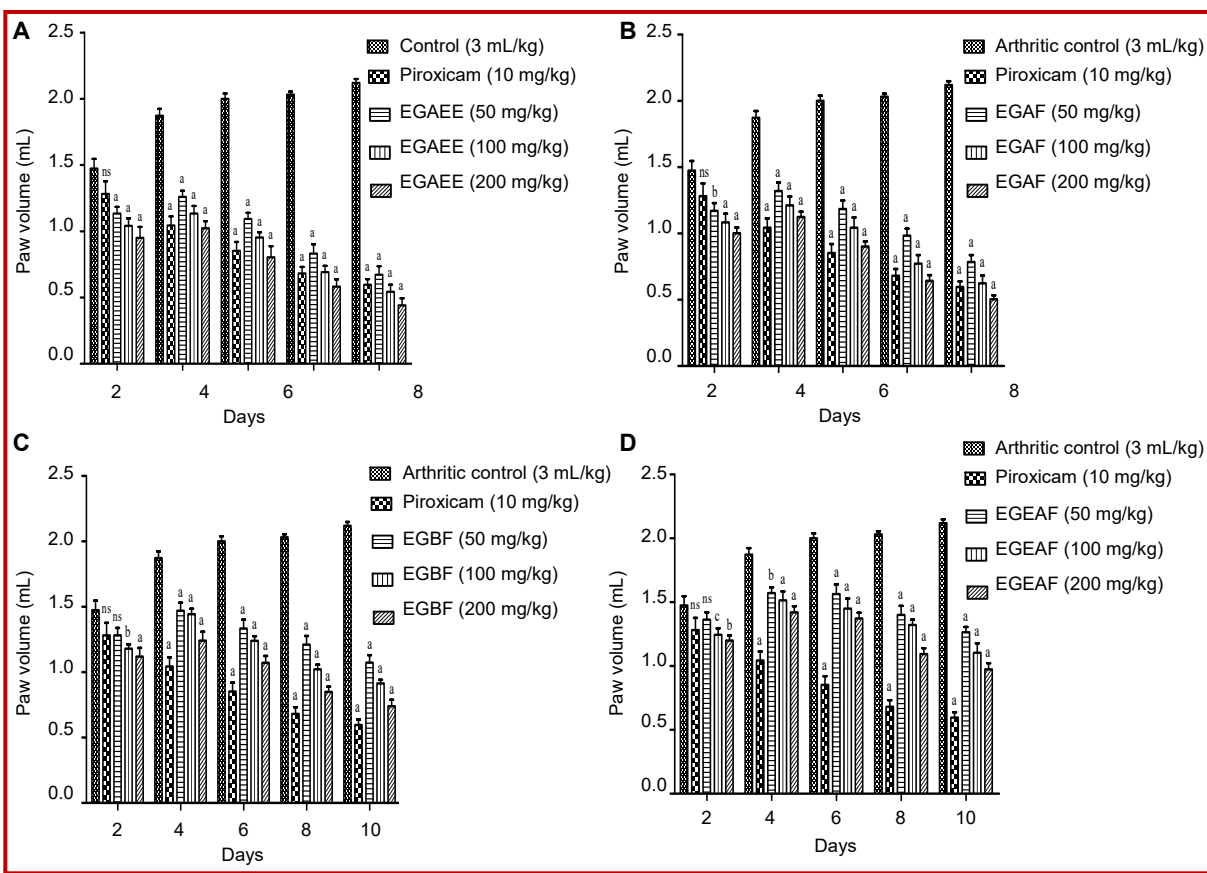 A
2.5
2.0
1.5
1.0
0.5
0.0
Paw volume (mL)
Control (3 mL/kg)
Piroxicam (10 mg/kg)
EGAEE (50 mg/kg)
EGAEE (100 mg/kg)
EGAEE (200 mg/kg)
ns a a a
a a a a
a a a a
a a a a
a a a a
2 4 6 8
Days
B
2.5
2.0
1.5
1.0
0.5
0.0
Paw volume (mL)
Arthritic control (3 mL/kg)
Piroxicam (10 mg/kg)
EGAF (50 mg/kg)
EGAF (100 mg/kg)
EGAF (200 mg/kg)
ns b a a
a a a a
a a a a
a a a a
a a a a
2 4 6 8
Days
C
2.5
2.0
1.5
1.0
0.5
0.0
Paw volume (mL)
Arthritic control (3 mL/kg)
Piroxicam (10 mg/kg)
EGBF (50 mg/kg)
EGBF (100 mg/kg)
EGBF (200 mg/kg)
ns ns b a
a a a a
a a a a
a a a a
a a a a
2 4 6 8 10
Days
D
2.5
2.0
1.5
1.0
0.5
0.0
Paw volume (mL)
Arthritic control (3 mL/kg)
Piroxicam (10 mg/kg)
EGEAF (50 mg/kg)
EGEAF (100 mg/kg)
EGEAF (200 mg/kg)
ns ns c b
a b a a
a a a a
a a a a
a a a a
2 4 6 8 10
Days